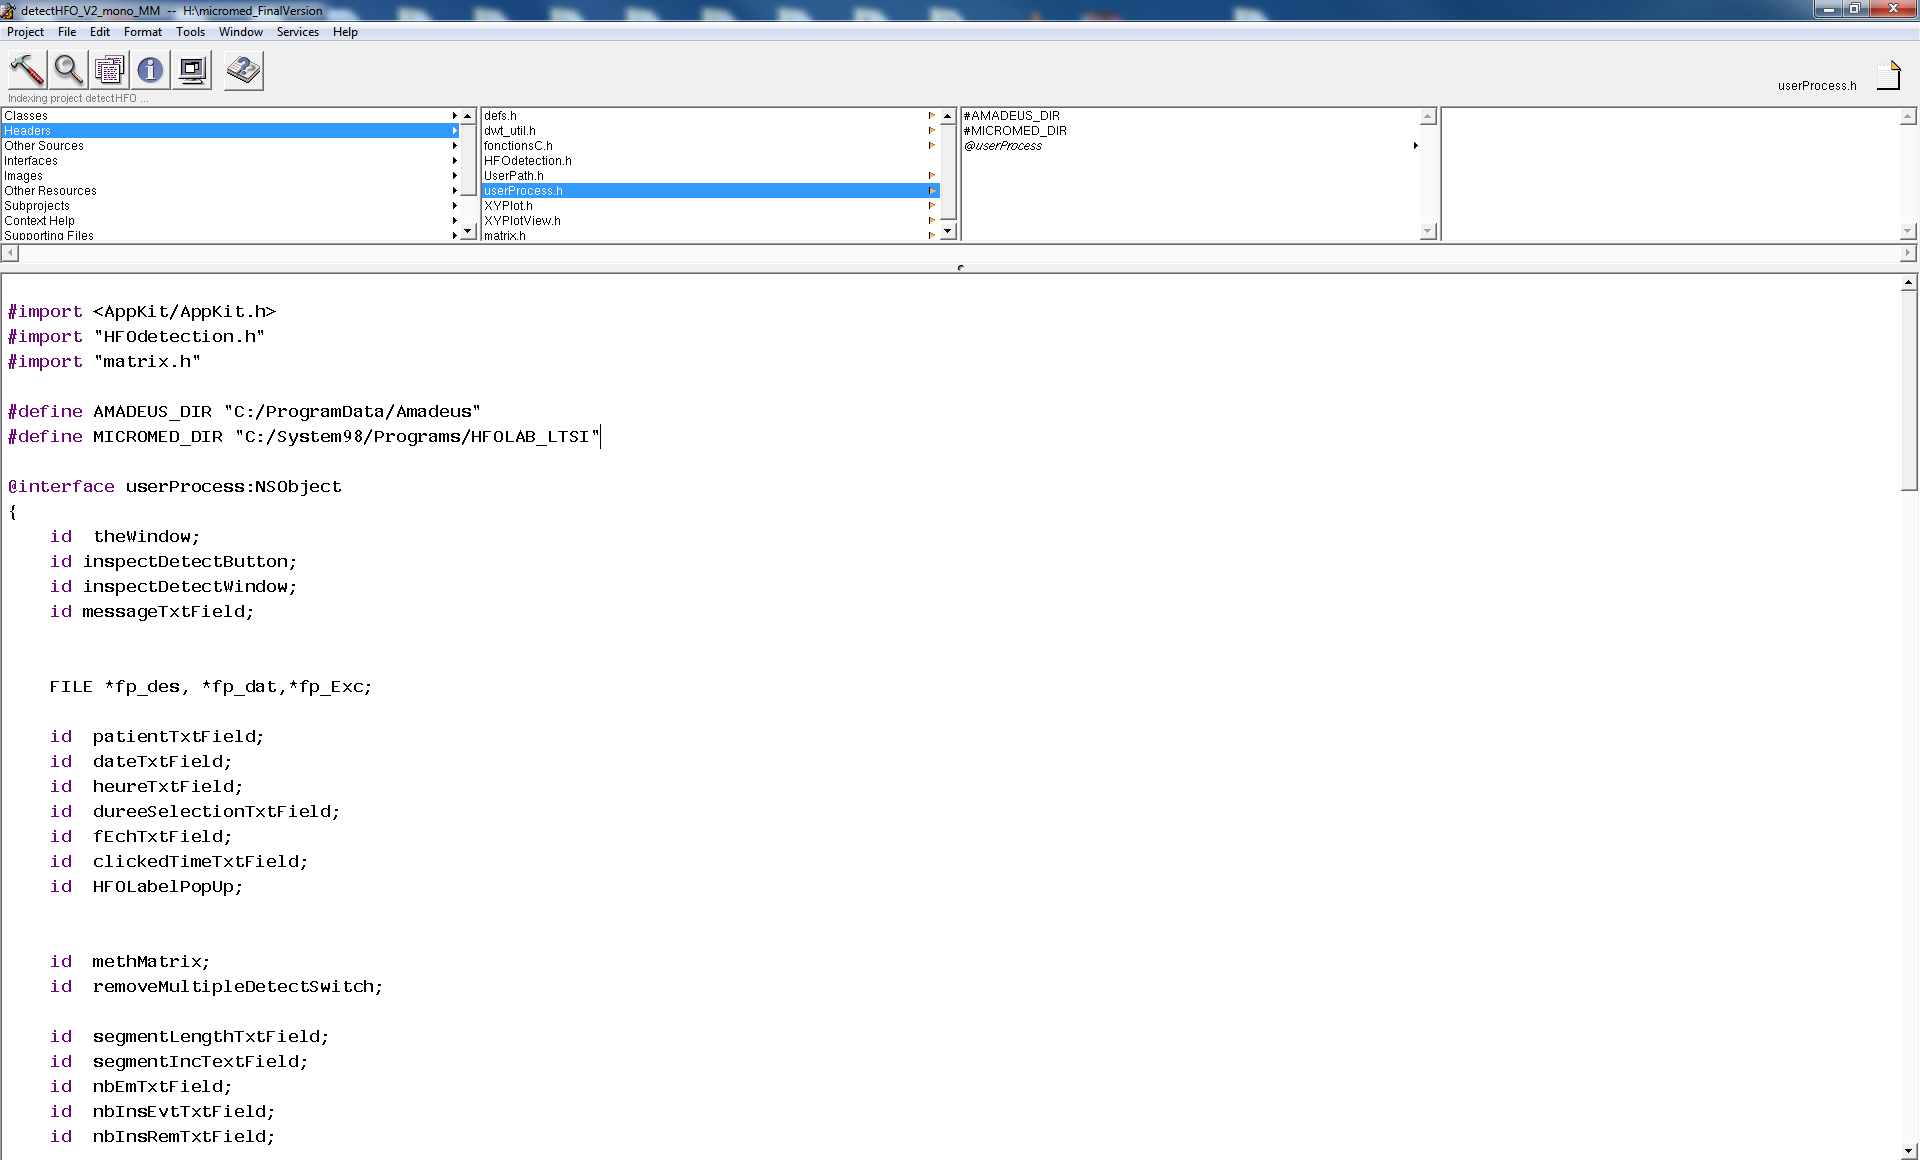 detectHFO_V2_mono_MM -- H:\micromed_FinalVersion
Project File Edit Format Tools Window Services Help
userProcess.h
Indexing project detectHFO ...
Classes
Headers
Other Sources
Interfaces
Images
Other Resources
Subprojects
Context Help
Supporting Files
defs.h
dwt_util.h
fonctionsC.h
HFOdetection.h
UserPath.h
userProcess.h
XYPlot.h
XYPlotView.h
matrix.h
#AMADEUS_DIR
#MICROMED_DIR
@userProcess
#import <AppKit/AppKit.h>
#import "HFOdetection.h"
#import "matrix.h"
#define AMADEUS_DIR "C:/ProgramData/Amadeus"
#define MICROMED_DIR "C:/System98/Programs/HFOLAB_LTSI"
@interface userProcess:NSObject
{
id theWindow;
id inspectDetectButton;
id inspectDetectWindow;
id messageTxtField;
FILE *fp_des, *fp_dat,*fp_Exc;
id patientTxtField;
id dateTxtField;
id heureTxtField;
id dureeSelectionTxtField;
id fEchTxtField;
id clickedTimeTxtField;
id HFOLabelPopUp;
id methMatrix;
id removeMultipleDetectSwitch;
id segmentLengthTxtField;
id segmentIncTextField;
id nbEmTxtField;
id nbInsEvtTxtField;
id nbInsRemTxtField;